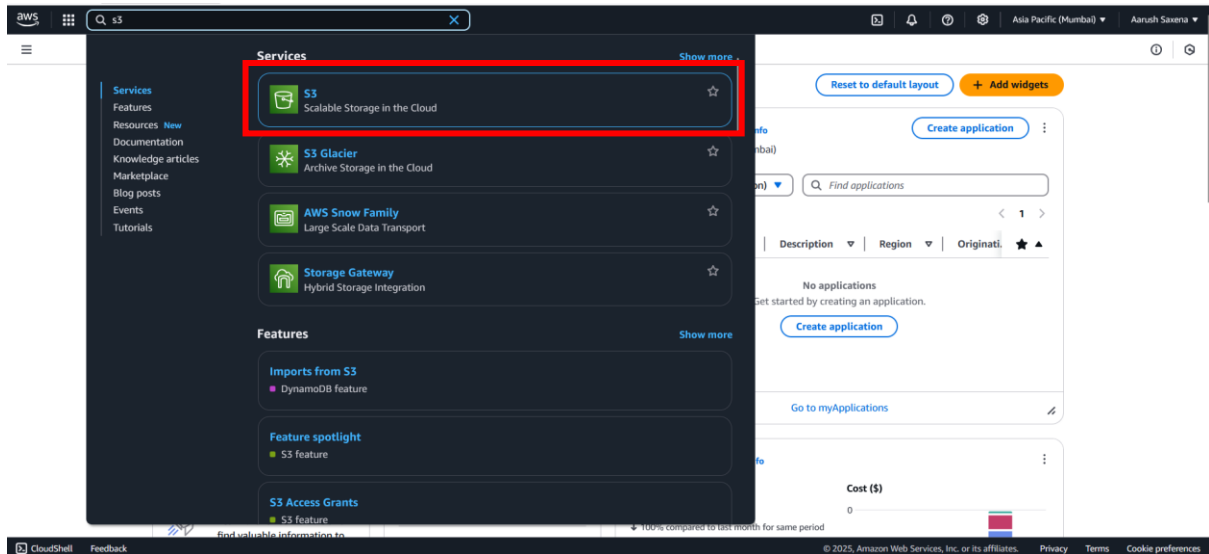 aws
s3
Asia Pacific (Mumbai)
Aarush Saxena
Services
Show more
Services
Features
Resources New
Documentation
Knowledge articles
Marketplace
Blog posts
Events
Tutorials
S3
Scalable Storage in the Cloud
S3 Glacier
Archive Storage in the Cloud
AWS Snow Family
Large Scale Data Transport
Storage Gateway
Hybrid Storage Integration
Features
Show more
Imports from S3
DynamoDB feature
Feature spotlight
S3 feature
S3 Access Grants
S3 feature
find valuable information to
Reset to default layout
+ Add widgets
Create application
Find applications
1
Description
Region
Originati.
No applications
Get started by creating an application.
Create application
Go to myApplications
Cost ($)
0
100% compared to last month for same period
CloudShell Feedback
© 2025, Amazon Web Services, Inc. or its affiliates. Privacy Terms Cookie preferences